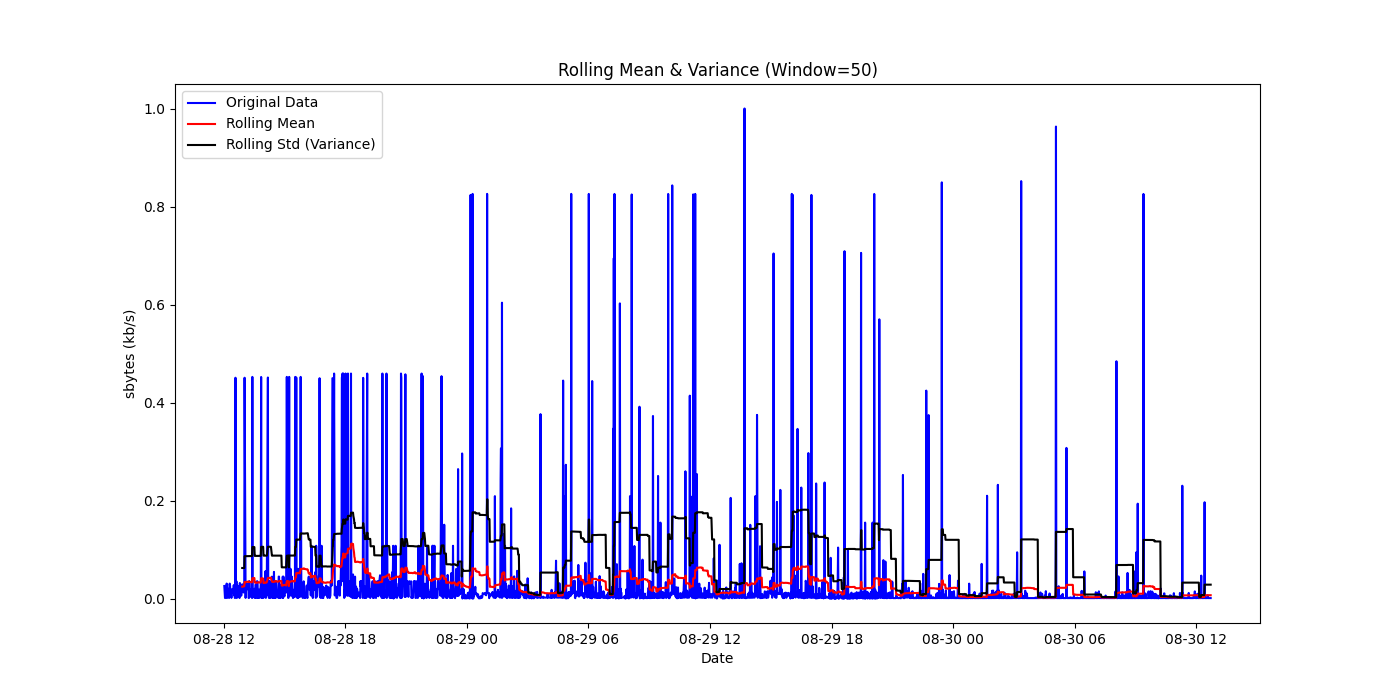 Rolling Mean & Variance (Window=50)
Original Data
Rolling Mean
Rolling Std (Variance)
sbytes (kb/s)
1.0
0.8
0.6
0.4
0.2
0.0
08-28 12
08-28 18
08-29 00
08-29 06
08-29 12
08-29 18
08-30 00
08-30 06
08-30 12
Date